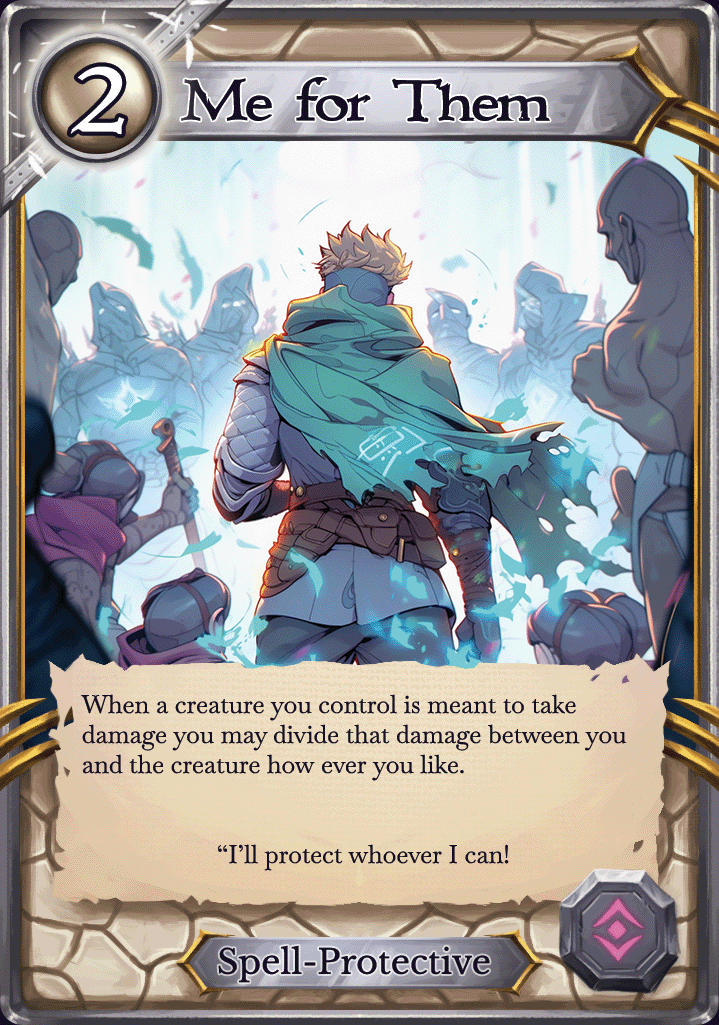 2
Me for Them
When a creature you control is meant to take
damage you may divide that damage between you
and the creature how ever you like.
“I’ll protect whoever I can!
Spell-Protective